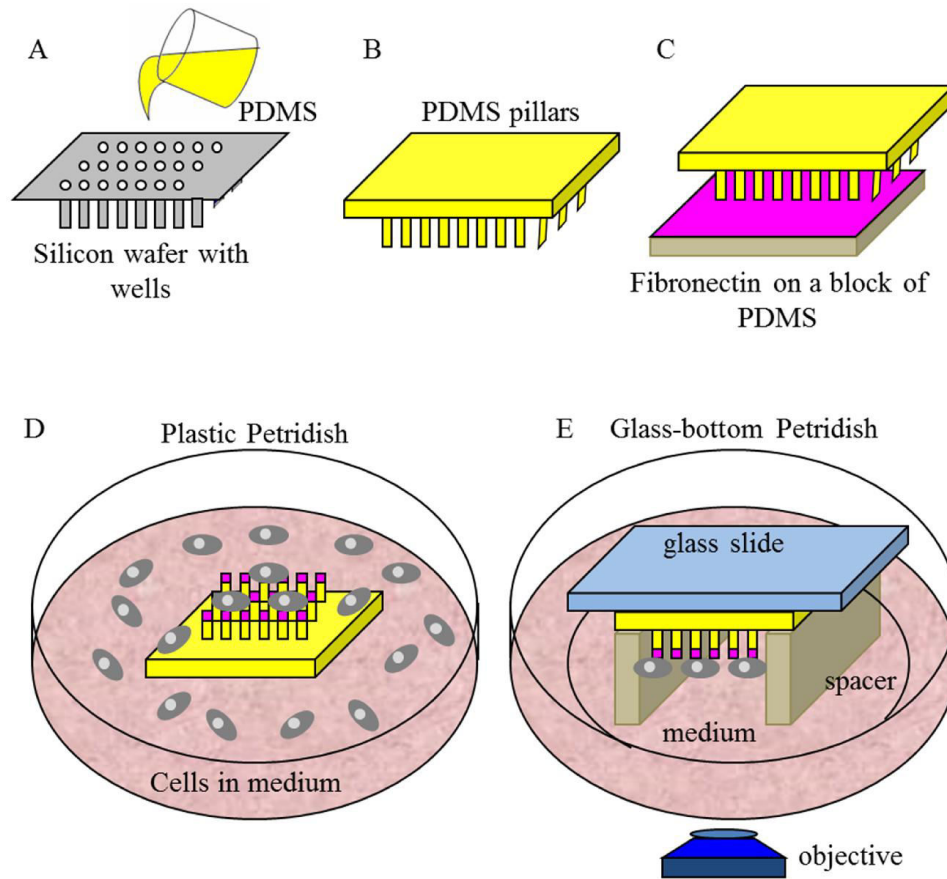 A
PDMS
Silicon wafer with
wells
B
PDMS pillars
C
Fibronectin on a block of
PDMS
D
Plastic Petridish
Cells in medium
E
Glass-bottom Petridish
glass slide
spacer
medium
objective